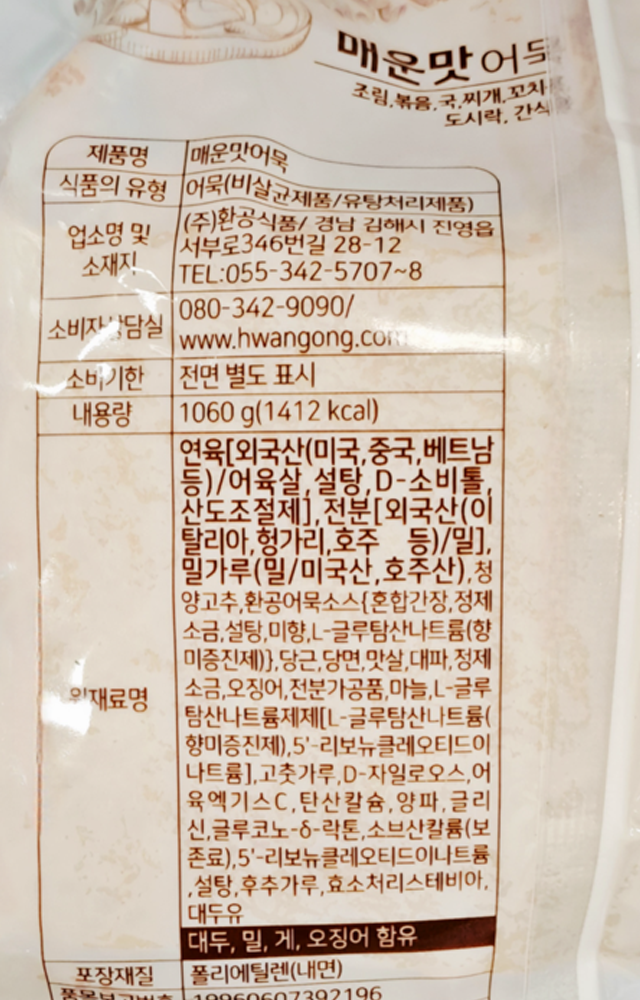 매운맛 어묵
조림,볶음,국,찌개,꼬치
도시락, 간식
제품명 매운맛어묵
식품의 유형 어묵(비살균제품/유탕처리제품)
업소명 및 소재지 (주)환공식품/ 경남 김해시 진영읍
서부로346번길 28-12
TEL:055-342-5707~8
소비자상담실 080-342-9090/
www.hwangong.com
소비기한 전면 별도 표시
내용량 1060 g(1412 kcal)
원재료명 연육[외국산(미국,중국,베트남
등)/어육살,설탕,D-소비톨,
산도조절제],전분[외국산(이
탈리아,헝가리,호주 등)/밀],
밀가루(밀/미국산,호주산),청
양고추,환공어묵소스{혼합간장,정제
소금,설탕,미향,L-글루탐산나트륨(향
미증진제)},당근,당면,맛살,대파,정제
소금,오징어,전분가공품,마늘,L-글루
탐산나트륨제제[L-글루탐산나트륨(
향미증진제),5'-리보뉴클레오티드이
나트륨],고춧가루,D-자일로오스,어
육엑기스C,탄산칼슘,양파,글리
신,글루코노-δ-락톤,소브산칼륨(보
존료),5'-리보뉴클레오티드이나트륨
,설탕,후추가루,효소처리스테비아,
대두유
대두, 밀, 게, 오징어 함유
포장재질 폴리에틸렌(내면)
품목보고번호 19960607392196